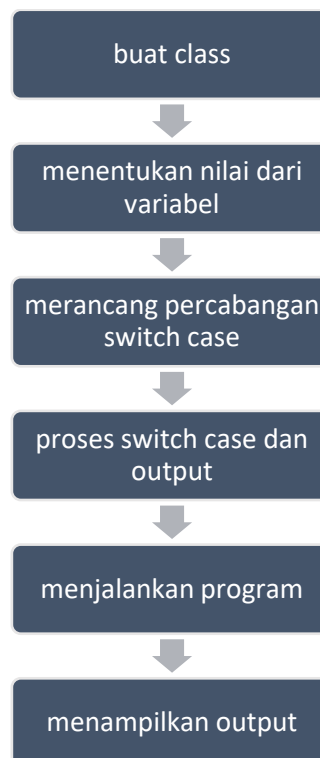 buat class
menentukan nilai dari
variabel
merancang percabangan
switch case
proses switch case dan
output
menjalankan program
menampilkan output